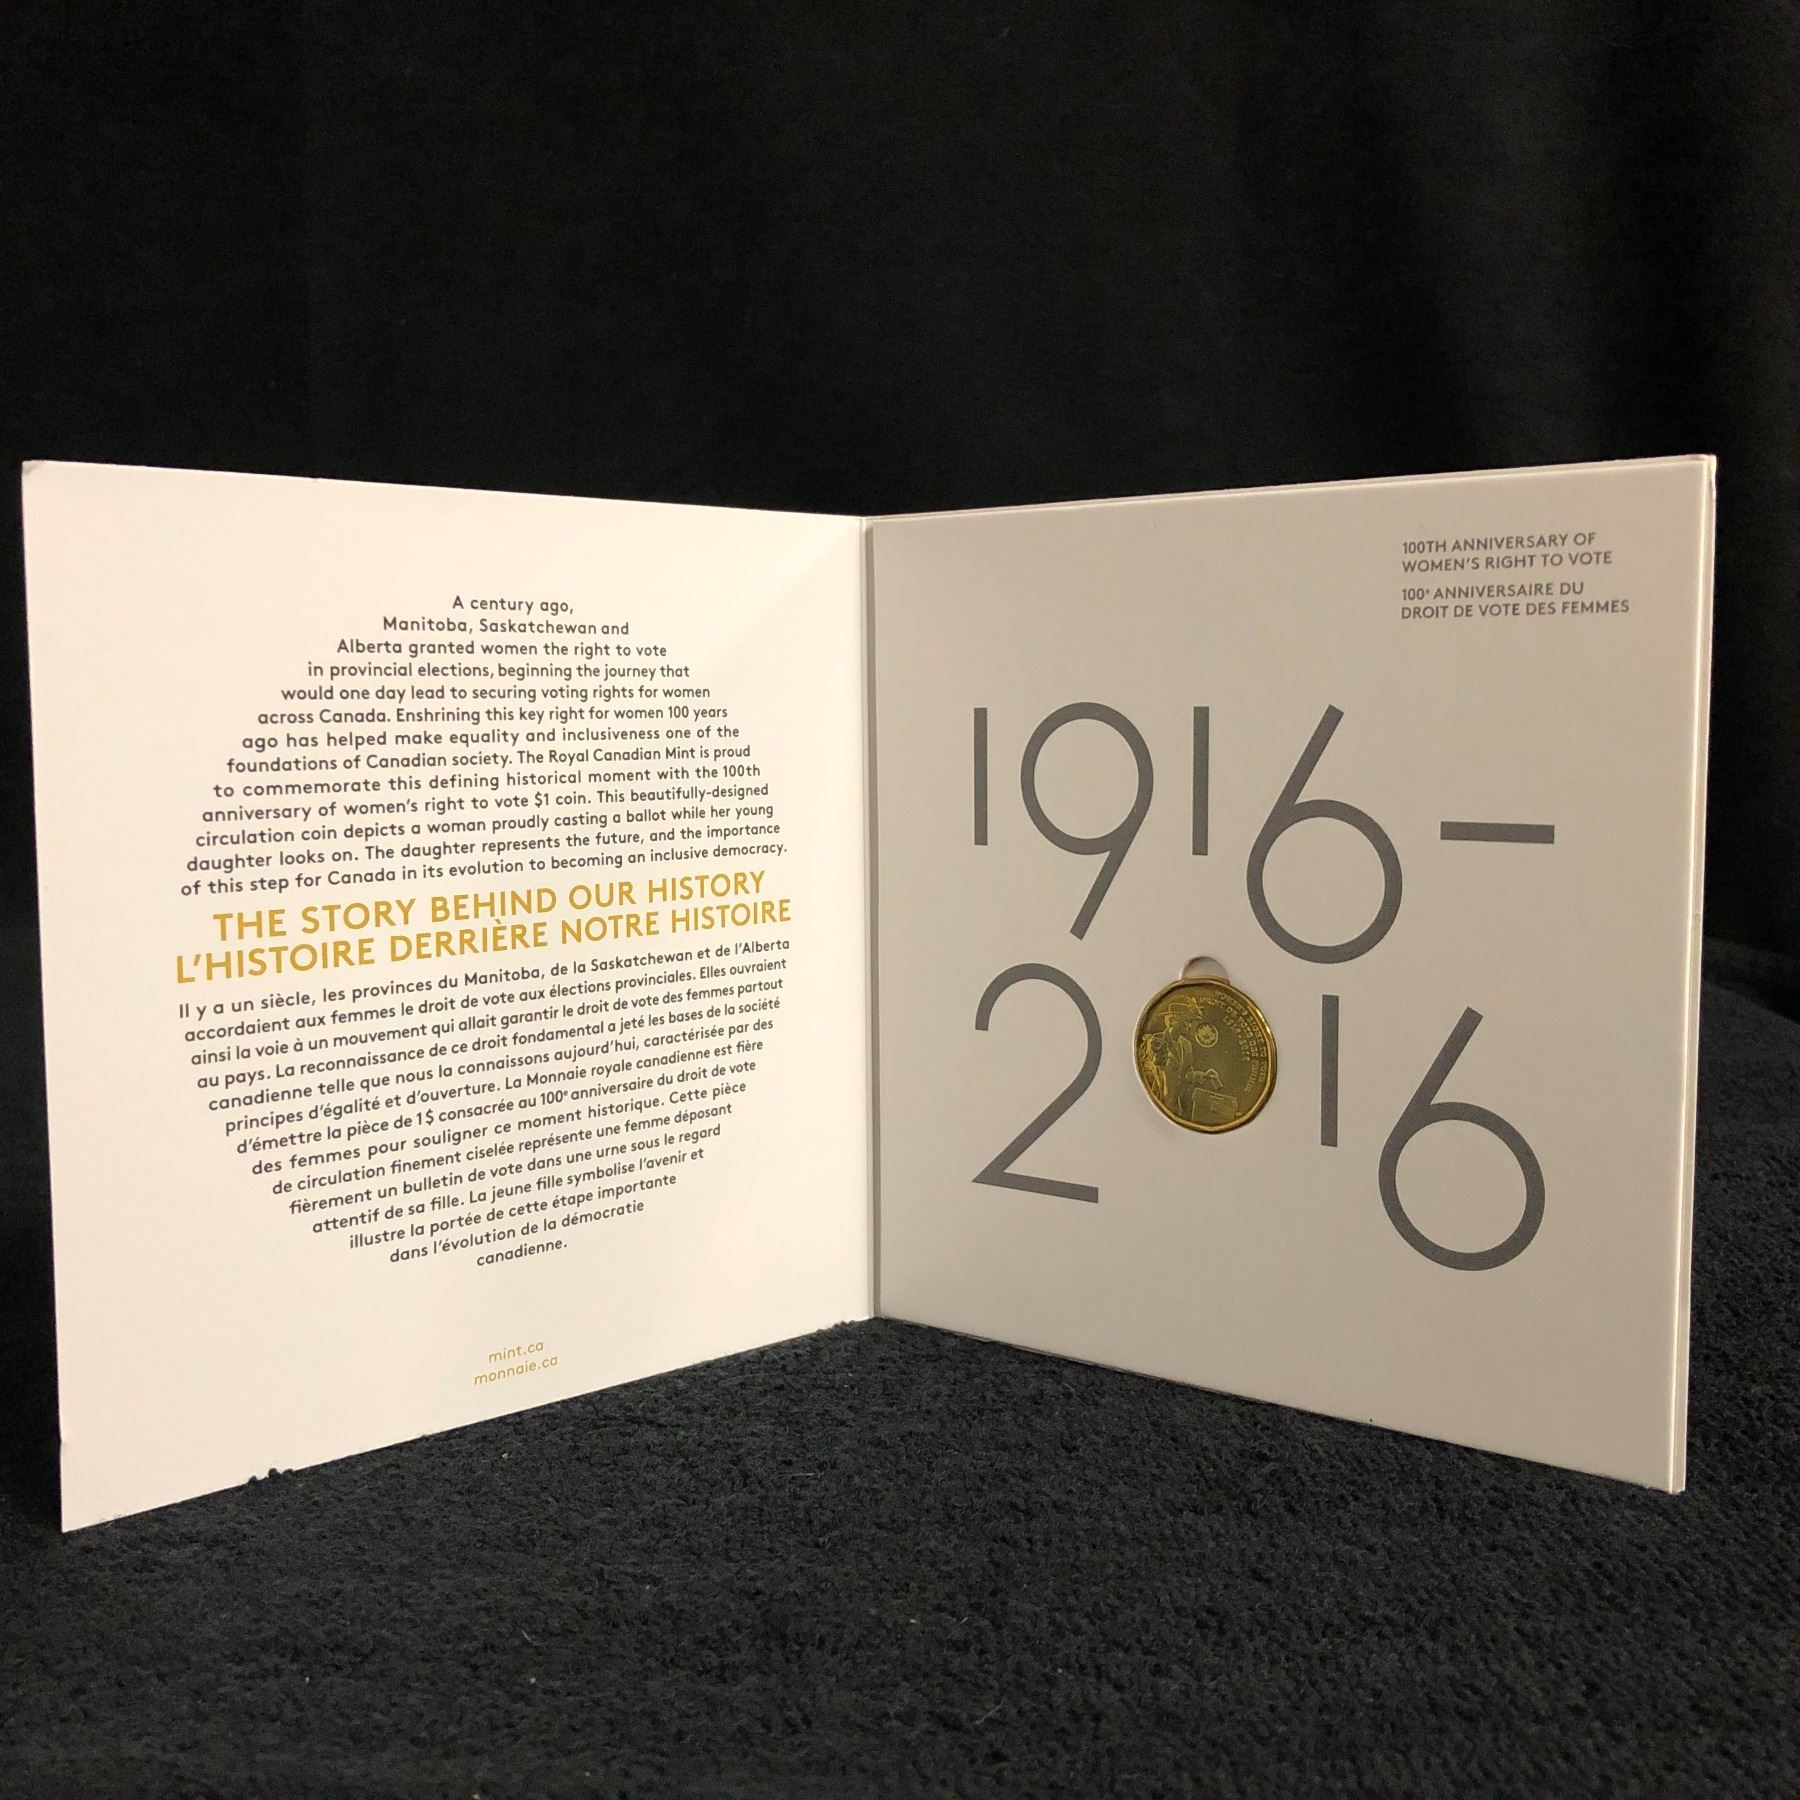 A century ago,
Manitoba, Saskatchewan and
Alberta granted women the right to vote
in provincial elections, beginning the journey that
would one day lead to securing voting rights for women
across Canada. Enshrining this key right for women 100 years
ago has helped make equality and inclusiveness one of the
foundations of Canadian society. The Royal Canadian Mint is proud
to commemorate this defining historical moment with the 100th
anniversary of women's right to vote $1 coin. This beautifully-designed
circulation coin depicts a woman proudly casting a ballot while her young
daughter looks on. The daughter represents the future, and the importance
of this step for Canada in its evolution to becoming an inclusive democracy.
THE STORY BEHIND OUR HISTORY
L'HISTOIRE DERRIÈRE NOTRE HISTOIRE
Il y a un siècle, les provinces du Manitoba, de la Saskatchewan et de l'Alberta
accordaient aux femmes le droit de vote aux élections provinciales. Elles ouvraient
ainsi la voie à un mouvement qui allait garantir le droit de vote des femmes partout
au pays. La reconnaissance de ce droit fondamental a jeté les bases de la société
canadienne telle que nous la connaissons aujourd'hui, caractérisée par des
principes d'égalité et d'ouverture. La Monnaie royale canadienne est fière
d'émettre la pièce de 1 $ consacrée au 100e anniversaire du droit de vote
des femmes pour souligner ce moment historique. Cette pièce
de circulation finement ciselée représente une femme déposant
fièrement un bulletin de vote dans une urne sous le regard
attentif de sa fille. La jeune fille symbolise l'avenir et
illustre la portée de cette étape importante
dans l'évolution de la démocratie
canadienne.
mint.ca
monnaie.ca
100TH ANNIVERSARY OF
WOMEN'S RIGHT TO VOTE
100e ANNIVERSAIRE DU
DROIT DE VOTE DES FEMMES
1916–
2016
WOMEN'S RIGHT TO VOTE
DROIT DE VOTE DES FEMMES
1916-2016